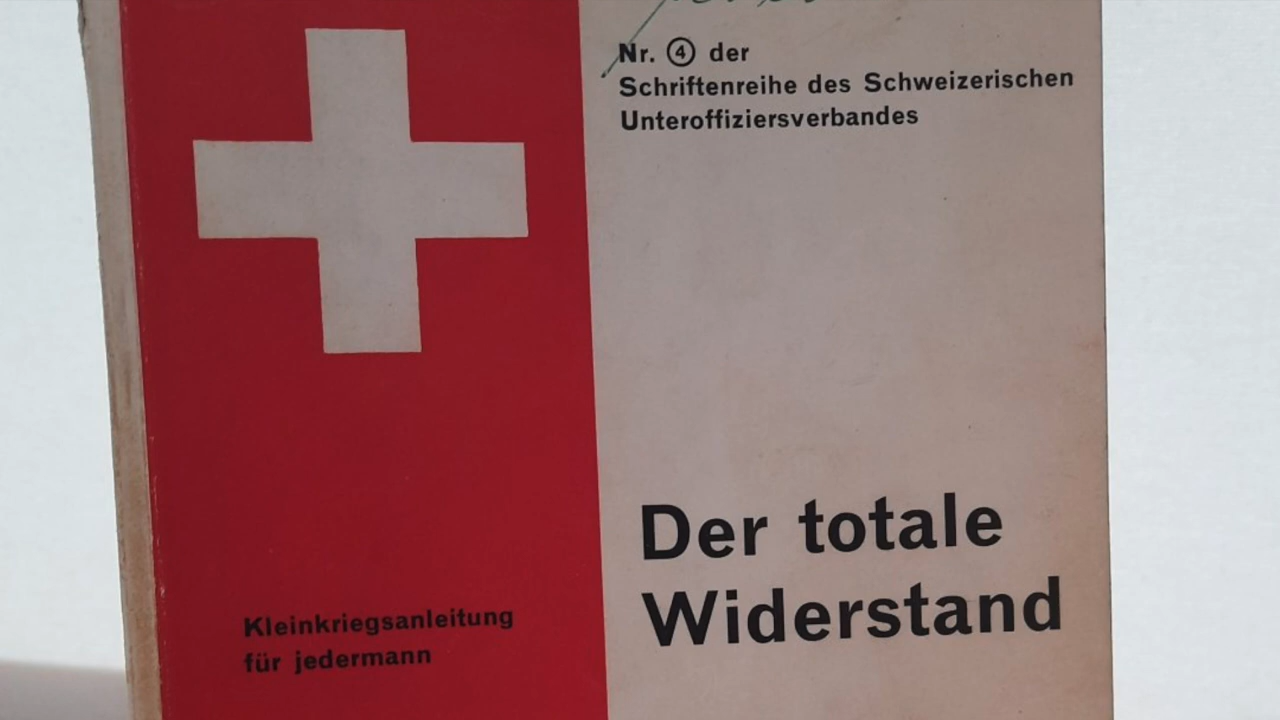 Nr. ④ der
Schriftenreihe des Schweizerischen
Unteroffiziersverbandes
Der totale
Widerstand
Kleinkriegsanleitung
für jedermann